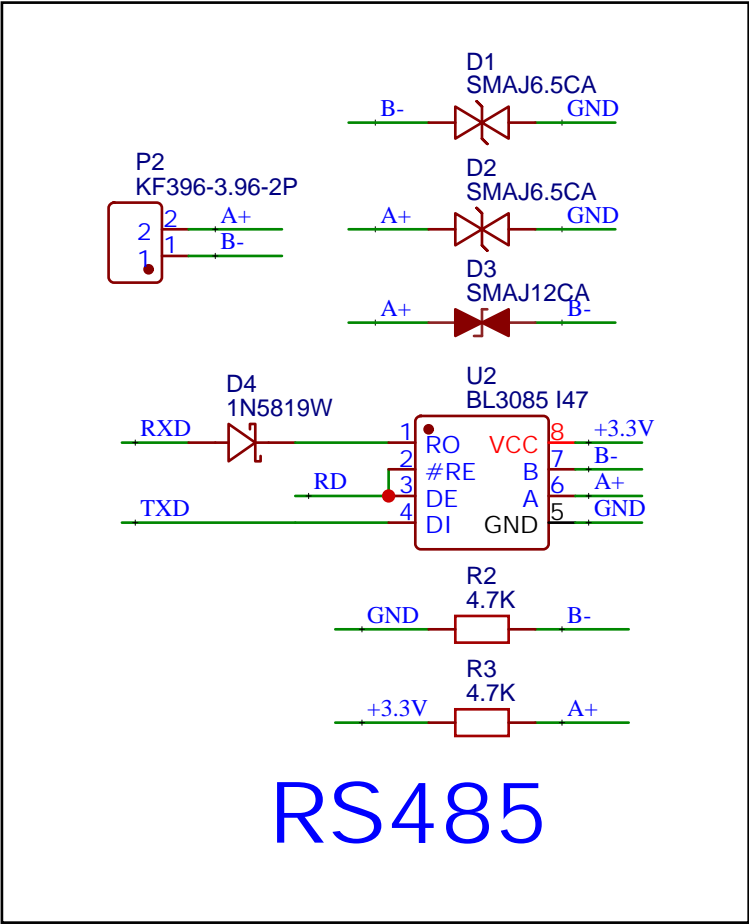 D1
SMAJ6.5CA
B-
GND
P2
KF396-3.96-2P
2
2
A+
1
1
B-
D2
SMAJ6.5CA
A+
GND
D3
SMAJ12CA
A+
B-
D4
1N5819W
U2
BL3085 I47
RXD
1
RO
VCC
8
+3.3V
2
#RE
B
7
B-
RD
3
DE
A
6
A+
TXD
4
DI
GND
5
GND
R2
4.7K
GND
B-
R3
4.7K
+3.3V
A+
RS485